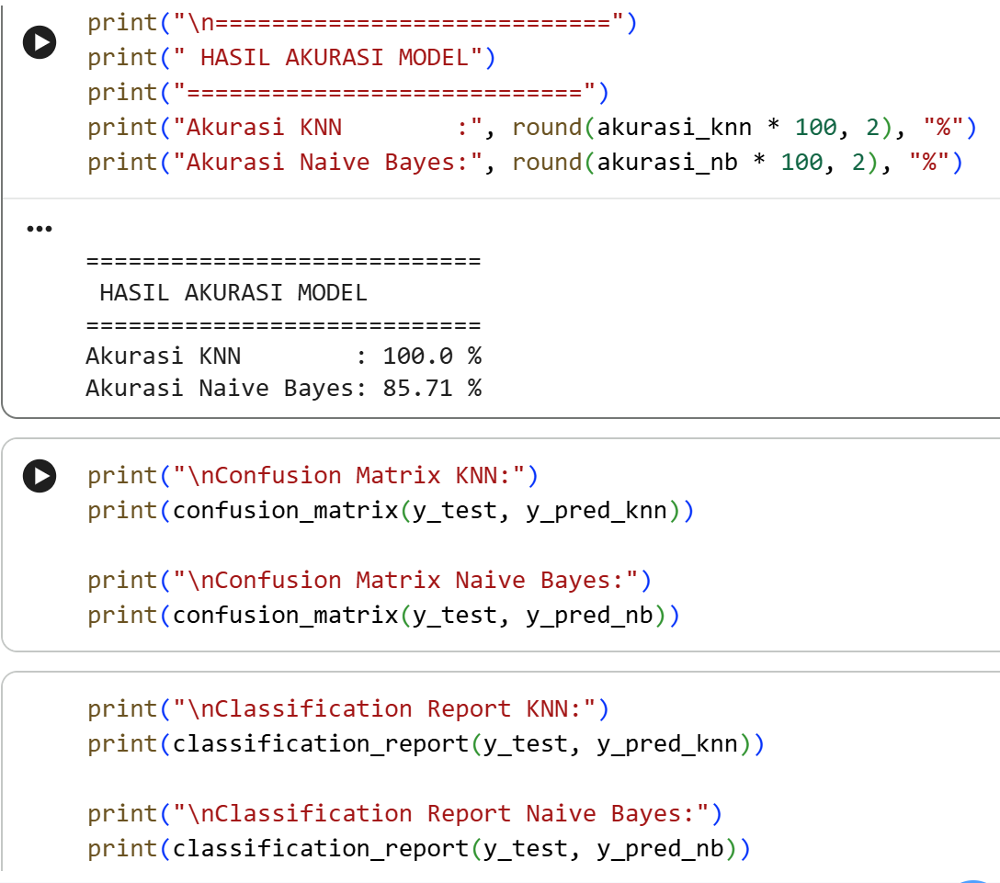 print("\n============================")
print(" HASIL AKURASI MODEL")
print("============================")
print("Akurasi KNN        :", round(akurasi_knn * 100, 2), "%")
print("Akurasi Naive Bayes:", round(akurasi_nb * 100, 2), "%")
============================
 HASIL AKURASI MODEL
============================
Akurasi KNN        : 100.0 %
Akurasi Naive Bayes: 85.71 %
print("\nConfusion Matrix KNN:")
print(confusion_matrix(y_test, y_pred_knn))
print("\nConfusion Matrix Naive Bayes:")
print(confusion_matrix(y_test, y_pred_nb))
print("\nClassification Report KNN:")
print(classification_report(y_test, y_pred_knn))
print("\nClassification Report Naive Bayes:")
print(classification_report(y_test, y_pred_nb))